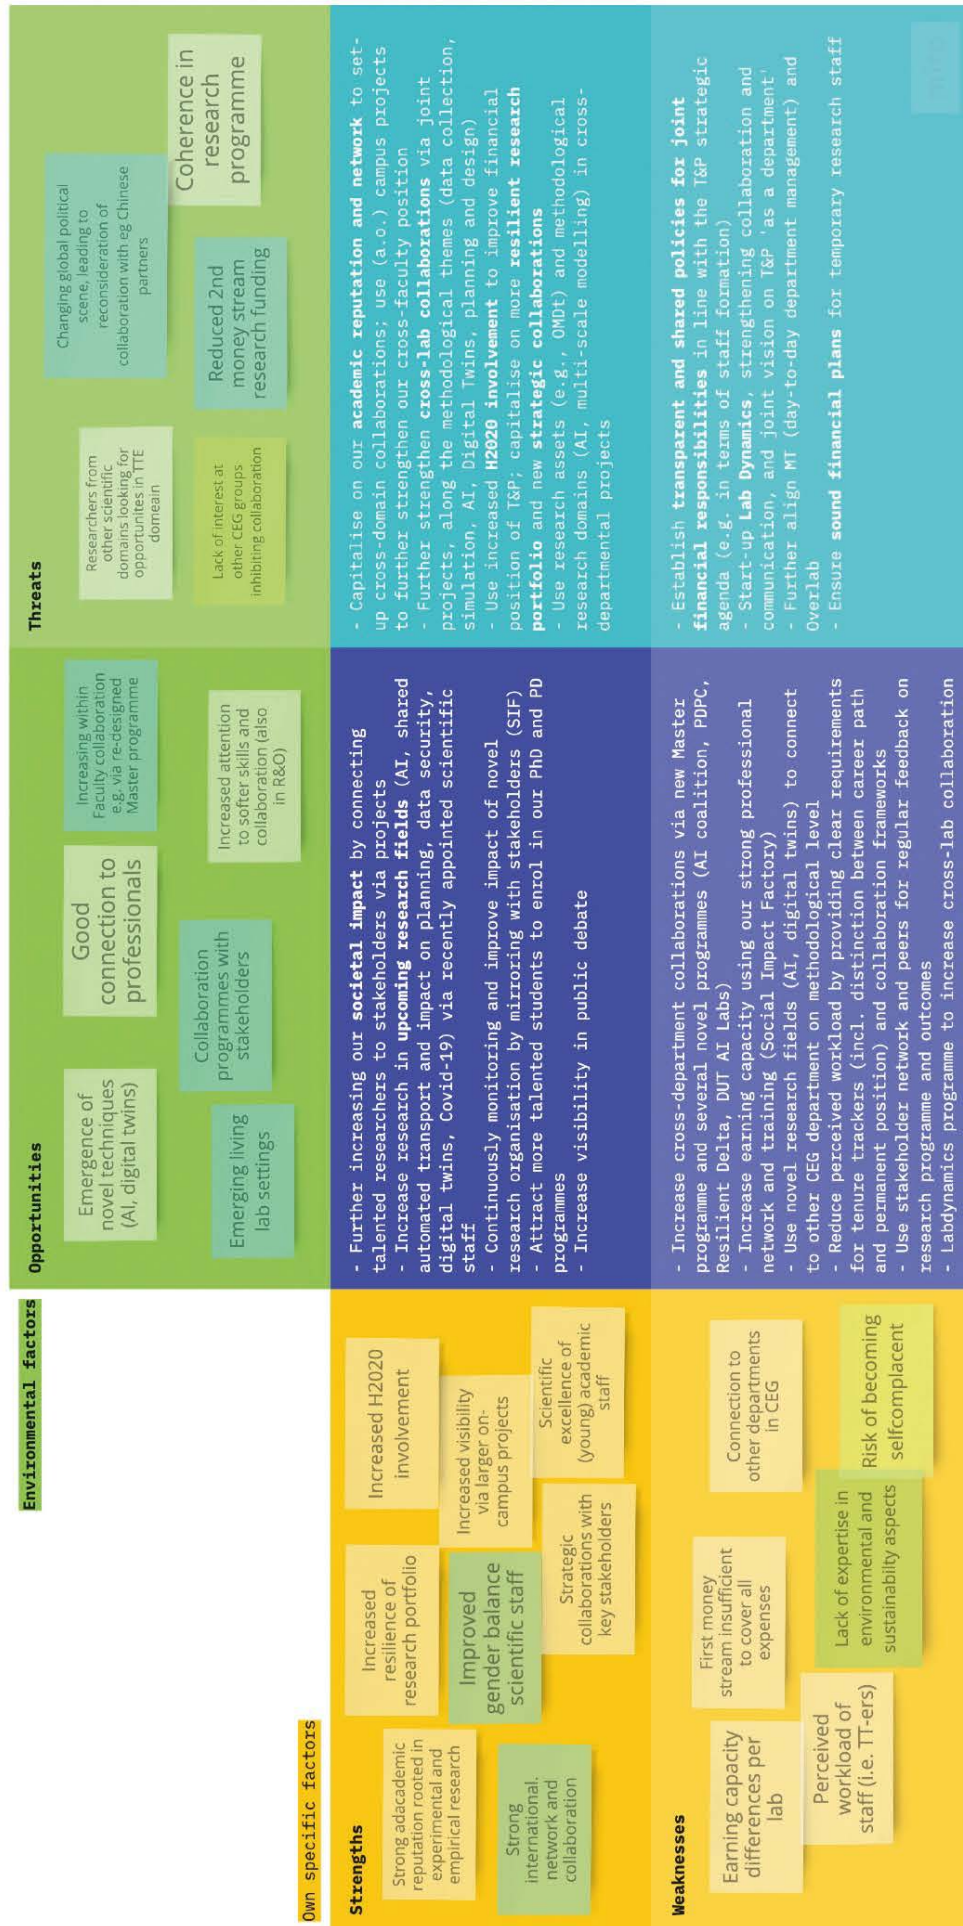 Environmental factors
Own specific factors
Opportunities
Emergence of
novel techniques
(AI, digital twins)
Good
connection to
professionals
Increasing within
Faculty collaboration
e.g. via re-designed
Master programme
Emerging living
lab settings
Collaboration
programmes with
stakeholders
Increased attention
to softer skills and
collaboration (also
in R&O)
Threats
Researchers from
other scientific
domains looking for
opportunites in TTE
domeain
Changing global political
scene, leading to
reconsideration of
collaboration with eg Chinese
partners
Lack of interest at
other CEG groups
inhibiting collaboration
Reduced 2nd
money stream
research funding
Coherence in
research
programme
Strengths
Strong adacademic
reputation rooted in
experimental and
empirical research
Increased
resilience of
research portfolio
Increased H2020
involvement
Strong
international.
network and
collaboration
Improved
gender balance
scientific staff
Increased visibility
via larger on-
campus projects
Strategic
collaborations with
key stakeholders
Scientific
excellence of
(young) academic
staff
- Further increasing our societal impact by connecting
talented researchers to stakeholders via projects
- Increase research in upcoming research fields (AI, shared
automated transport and impact on planning, data security,
digital twins, Covid-19) via recently appointed scientific
staff
- Continuously monitoring and improve impact of novel
research organisation by mirroring with stakeholders (SIF)
- Attract more talented students to enrol in our PhD and PD
programmes
- Increase visibility in public debate
- Capitalise on our academic reputation and network to set-
up cross-domain collaborations; use (a.o.) campus projects
to further strengthen our cross-faculty position
- Further strengthen cross-lab collaborations via joint
projects, along the methodological themes (data collection,
simulation, AI, Digital Twins, planning and design)
- Use increased H2020 involvement to improve financial
position of T&P; capitalise on more resilient research
portfolio and new strategic collaborations
- Use research assets (e.g., OMDt) and methodological
research domains (AI, multi-scale modelling) in cross-
departmental projects
Weaknesses
Earning capacity
differences per
lab
First money
stream insufficient
to cover all
expenses
Connection to
other departments
in CEG
Perceived
workload of
staff (i.e. TT-ers)
Lack of expertise in
environmental and
sustainabilty aspects
Risk of becoming
selfcomplacent
- Increase cross-department collaborations via new Master
programme and several novel programmes (AI coalition, PDPC,
Resilient Delta, DUT AI Labs)
- Increase earning capacity using our strong professional
network and training (Social Impact Factory)
- Use novel research fields (AI, digital twins) to connect
to other CEG department on methodological level
- Reduce perceived workload by providing clear requirements
for tenure trackers (incl. distinction between career path
and permanent position) and collaboration frameworks
- Use stakeholder network and peers for regular feedback on
research programme and outcomes
- Labdynamics programme to increase cross-lab collaboration
- Establish transparent and shared policies for joint
financial responsibilities in line with the T&P strategic
agenda (e.g. in terms of staff formation)
- Start-up Lab Dynamics, strengthening collaboration and
communication, and joint vision on T&P 'as a department'
- Further align MT (day-to-day department management) and
Overlab
- Ensure sound financial plans for temporary research staff
miro